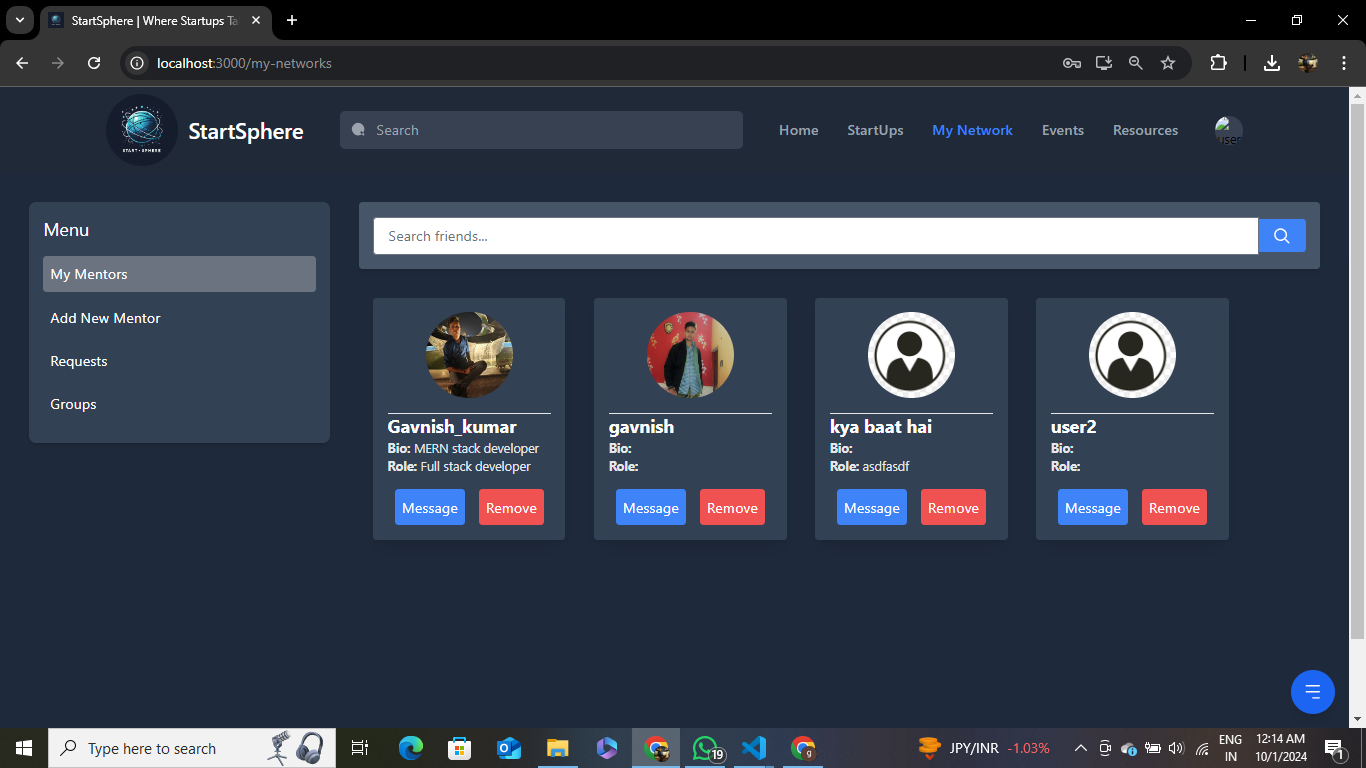 StartSphere | Where Startups Ta
localhost:3000/my-networks
START-SPHERE
StartSphere
Search
Home
StartUps
My Network
Events
Resources
user
Menu
My Mentors
Add New Mentor
Requests
Groups
Search friends...
Gavnish_kumar
Bio: MERN stack developer
Role: Full stack developer
Message
Remove
gavnish
Bio:
Role:
Message
Remove
kya baat hai
Bio:
Role: asdfasdf
Message
Remove
user2
Bio:
Role:
Message
Remove
Type here to search
19
g
JPY/INR -1.03%
ENG
IN
12:14 AM
10/1/2024
1